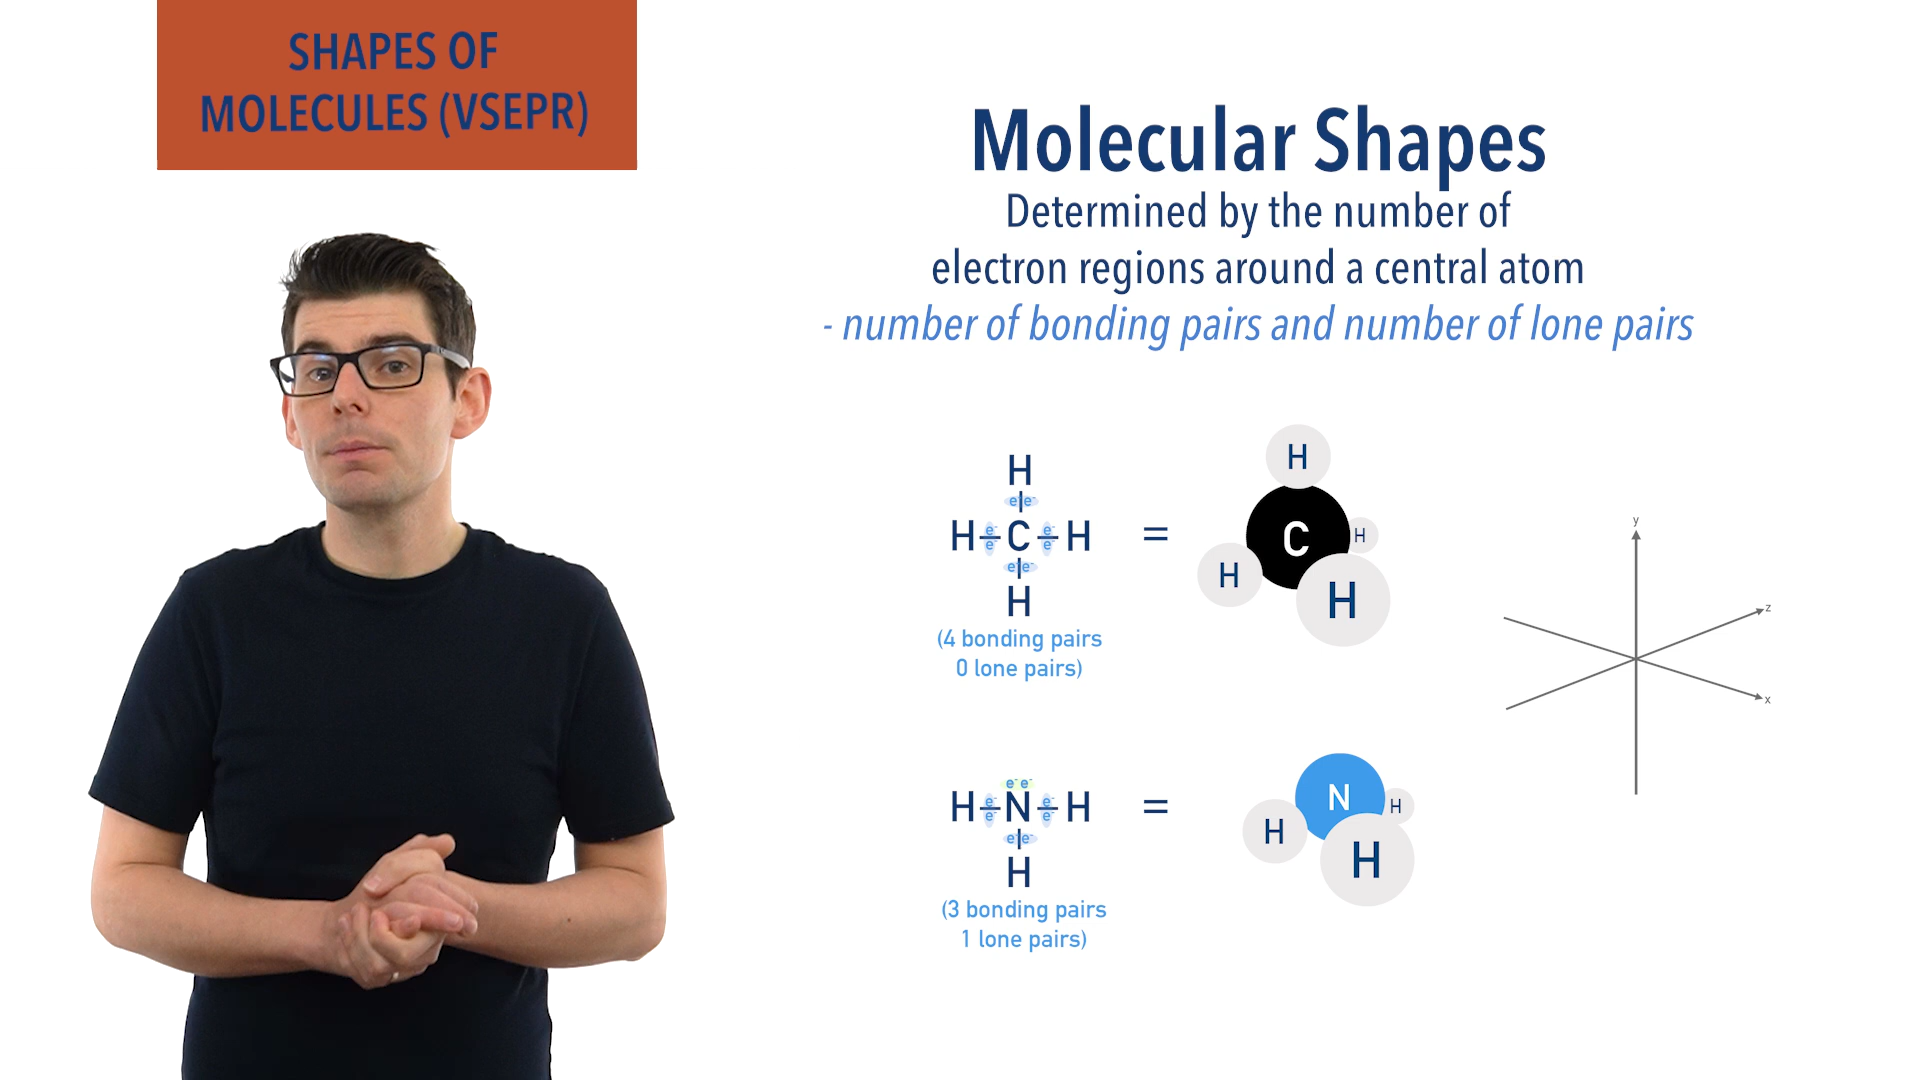 SHAPES OF
MOLECULES (VSEPR)
Molecular Shapes
Determined by the number of
electron regions around a central atom
- number of bonding pairs and number of lone pairs
H
e⁻ e⁻
H e⁻ e⁻ C e⁻ e⁻ H
e⁻ e⁻
H
(4 bonding pairs
0 lone pairs)
=
H
C
H
H
H
y
z
x
e⁻ e⁻
H e⁻ e⁻ N e⁻ e⁻ H
e⁻ e⁻
H
(3 bonding pairs
1 lone pairs)
=
N
H
H
H